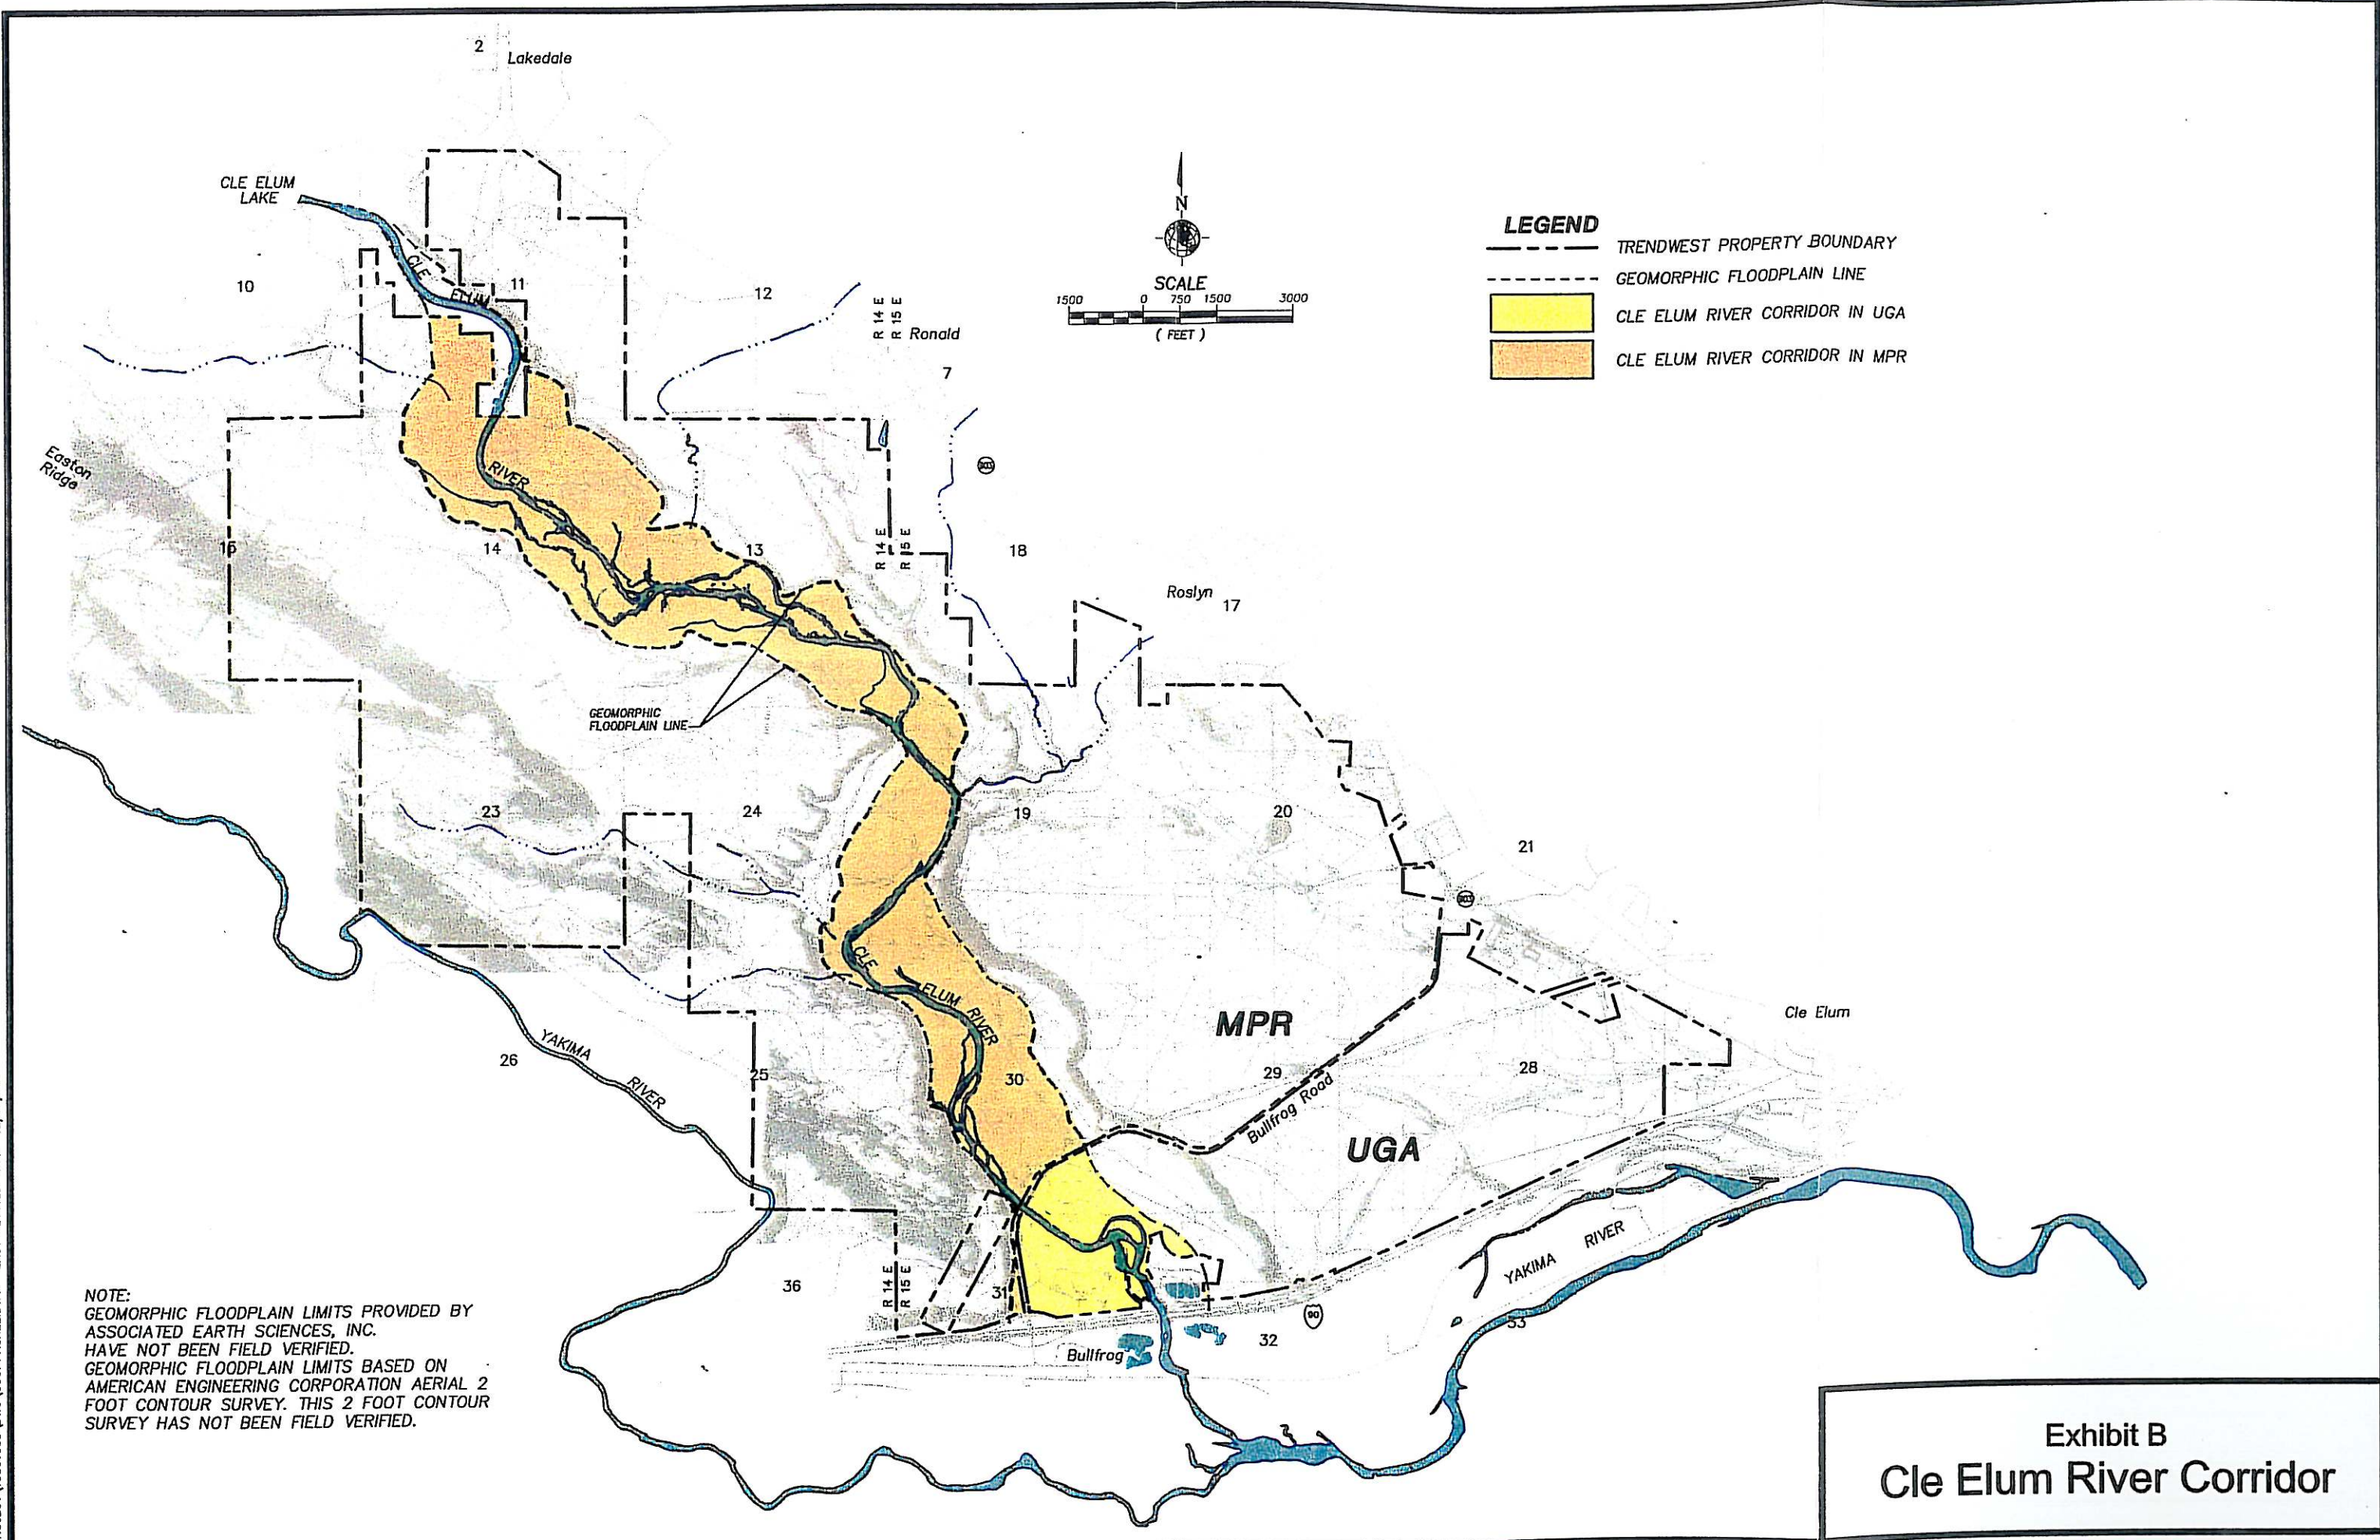 2
Lakedale
CLE ELUM
LAKE
10
CLE
ELUM
11
12
R 14 E
R 15 E
Ronald
7
N
SCALE
1500 0 750 1500 3000
( FEET )
LEGEND
TRENDWEST PROPERTY BOUNDARY
GEOMORPHIC FLOODPLAIN LINE
CLE ELUM RIVER CORRIDOR IN UGA
CLE ELUM RIVER CORRIDOR IN MPR
Easton
Ridge
RIVER
903
15
14
13
R 14 E
R 15 E
18
Roslyn
17
GEOMORPHIC
FLOODPLAIN LINE
23
24
19
20
21
903
CLE
ELUM
RIVER
MPR
Cle Elum
26
YAKIMA
RIVER
25
30
29
28
Bullfrog Road
UGA
36
R 14 E
R 15 E
31
YAKIMA RIVER
90
32
33
Bullfrog
NOTE:
GEOMORPHIC FLOODPLAIN LIMITS PROVIDED BY
ASSOCIATED EARTH SCIENCES, INC.
HAVE NOT BEEN FIELD VERIFIED.
GEOMORPHIC FLOODPLAIN LIMITS BASED ON
AMERICAN ENGINEERING CORPORATION AERIAL 2
FOOT CONTOUR SURVEY. THIS 2 FOOT CONTOUR
SURVEY HAS NOT BEEN FIELD VERIFIED.
Exhibit B
Cle Elum River Corridor